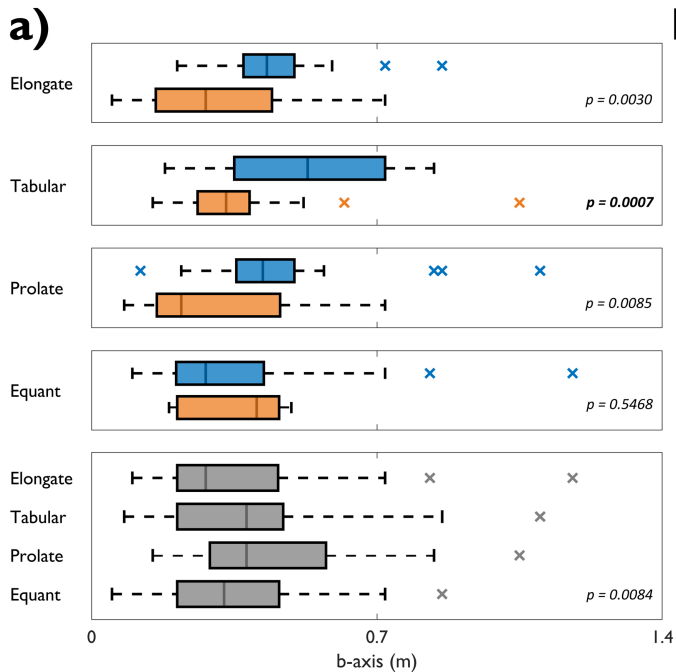 a)
Elongate
p = 0.0030
Tabular
p = 0.0007
Prolate
p = 0.0085
Equant
p = 0.5468
Elongate
Tabular
Prolate
Equant
p = 0.0084
0 0.7 1.4
b-axis (m)